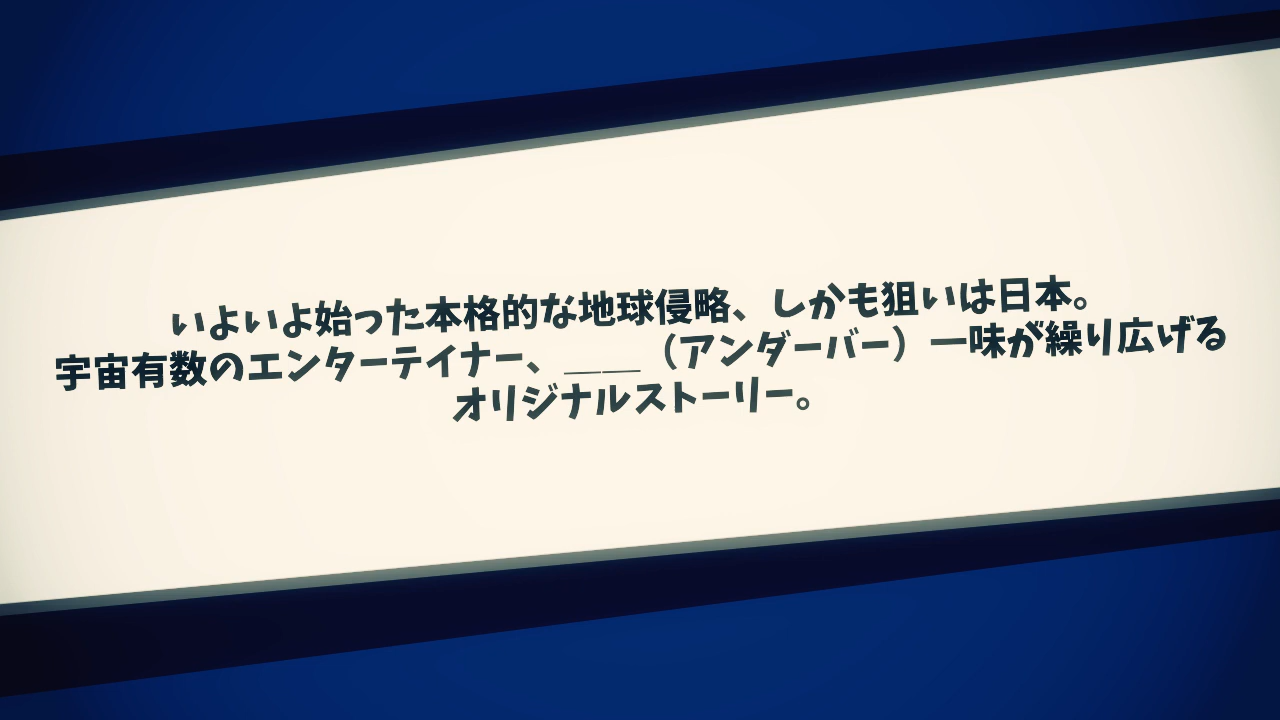 いよいよ始った本格的な地球侵略、しかも狙いは日本。
宇宙有数のエンターテイナー、__（アンダーバー）一味が繰り広げる
オリジナルストーリー。